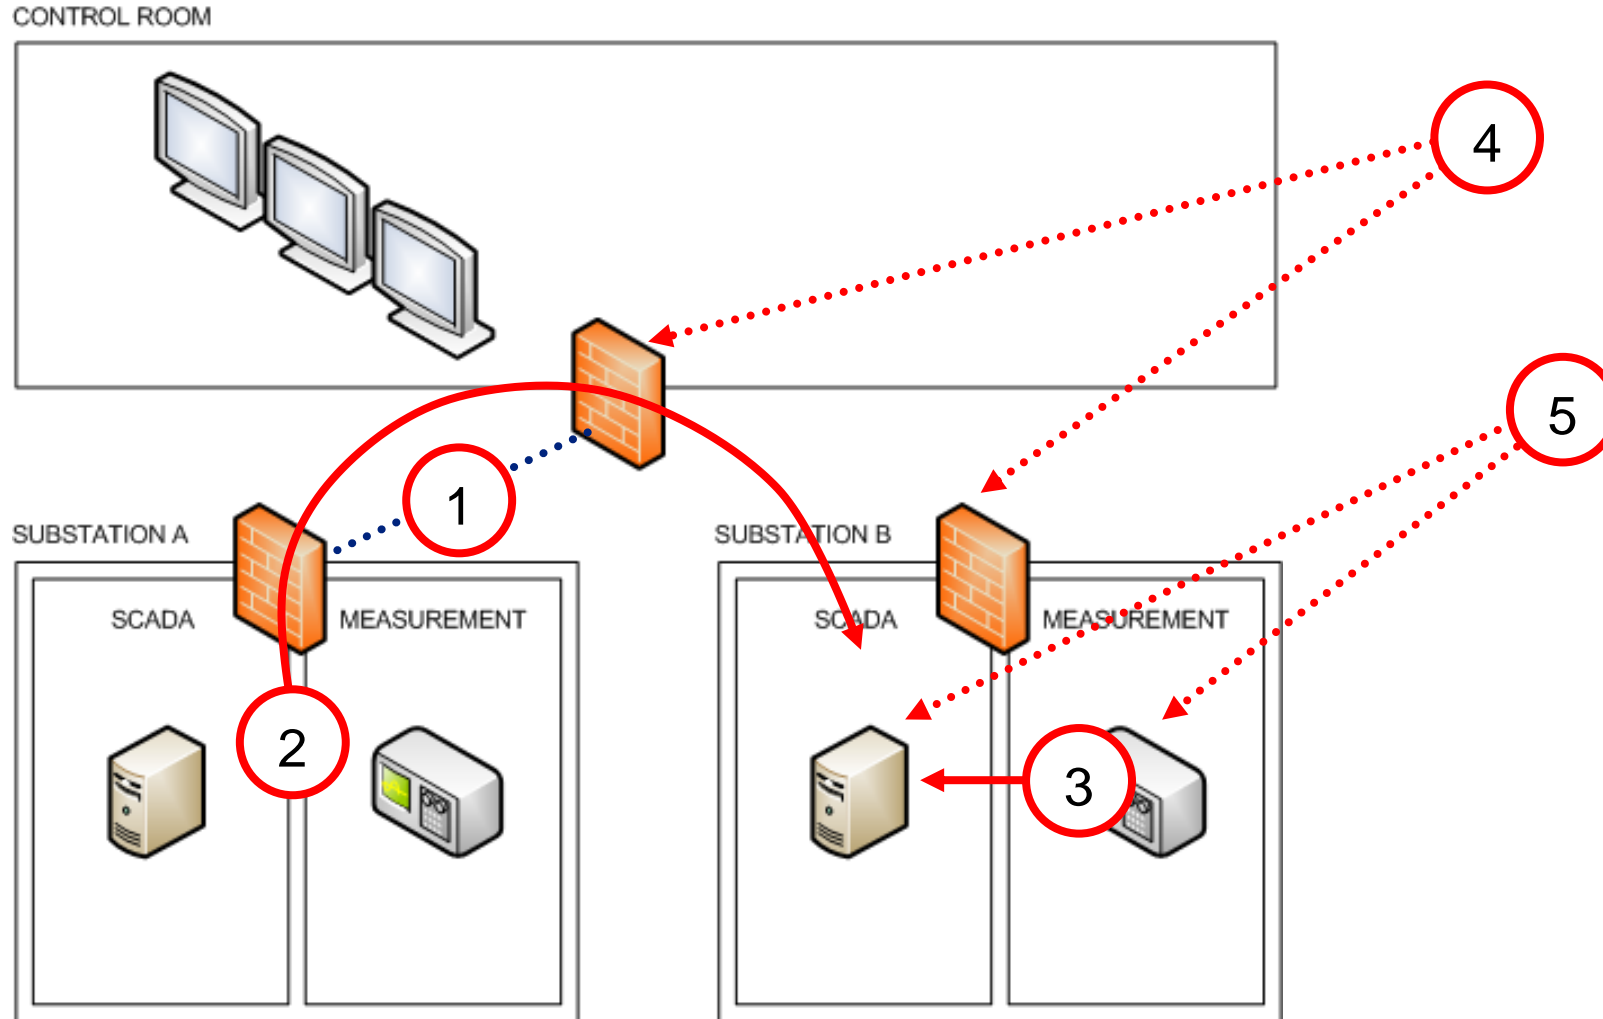 CONTROL ROOM
4
5
1
SUBSTATION A
SUBSTATION B
SCADA
MEASUREMENT
SCADA
MEASUREMENT
2
3